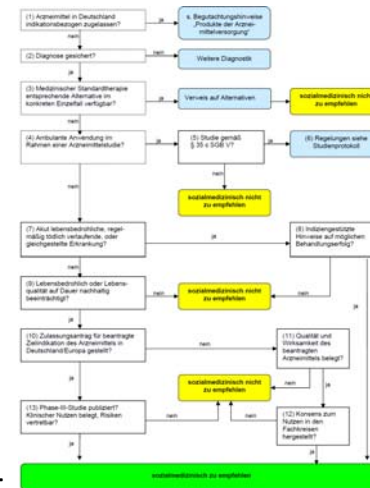 (1) Arzneimittel in Deutschland
indikationsbezogen zugelassen?
ja
s. Begutachtungshinweise
„Produkte der Arznei-
mittelversorgung“
nein
(2) Diagnose gesichert?
nein
Weitere Diagnostik
ja
(3) Medizinischer Standardtherapie
entsprechende Alternative im
konkreten Einzelfall verfügbar?
ja
Verweis auf Alternativen
sozialmedizinisch nicht
zu empfehlen
nein
(4) Ambulante Anwendung im
Rahmen einer Arzneimittelstudie?
ja
(5) Studie gemäß
§ 35 c SGB V?
ja
(6) Regelungen siehe
Studienprotokoll
nein
nein
sozialmedizinisch nicht
zu empfehlen
(7) Akut lebensbedrohliche, regel-
mäßig tödlich verlaufende, oder
gleichgestellte Erkrankung?
ja
(8) Indiziengestützte
Hinweise auf möglichen
Behandlungserfolg?
nein
(9) Lebensbedrohlich oder Lebens-
qualität auf Dauer nachhaltig
beeinträchtigt?
nein
sozialmedizinisch nicht
zu empfehlen
nein
ja
ja
(10) Zulassungsantrag für beantragte
Zielindikation des Arzneimittels in
Deutschland/Europa gestellt?
nein
(11) Qualität und
Wirksamkeit des
beantragten
Arzneimittels belegt?
ja
nein
ja
sozialmedizinisch nicht
zu empfehlen
(13) Phase-III-Studie publiziert?
Klinischer Nutzen belegt, Risiken
vertretbar?
nein
nein
(12) Konsens zum
Nutzen in den
Fachkreisen
hergestellt?
ja
ja
sozialmedizinisch zu empfehlen